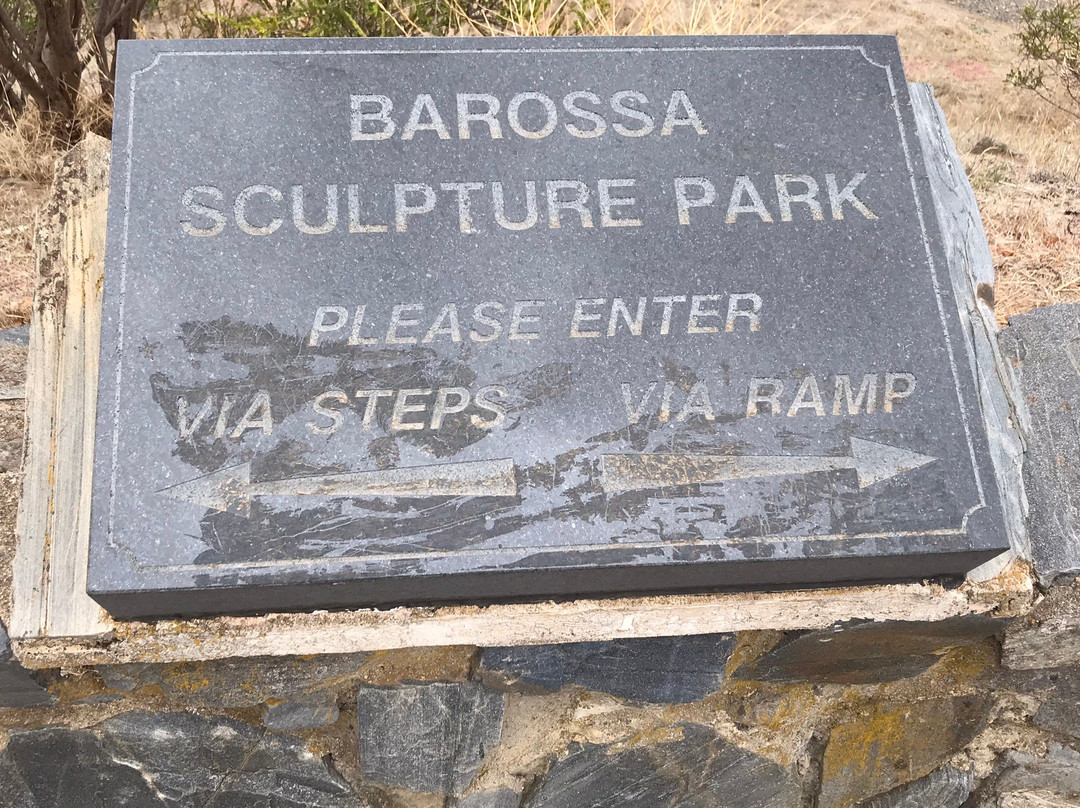 BAROSSA
SCULPTURE PARK
PLEASE ENTER
VIA STEPS VIA RAMP